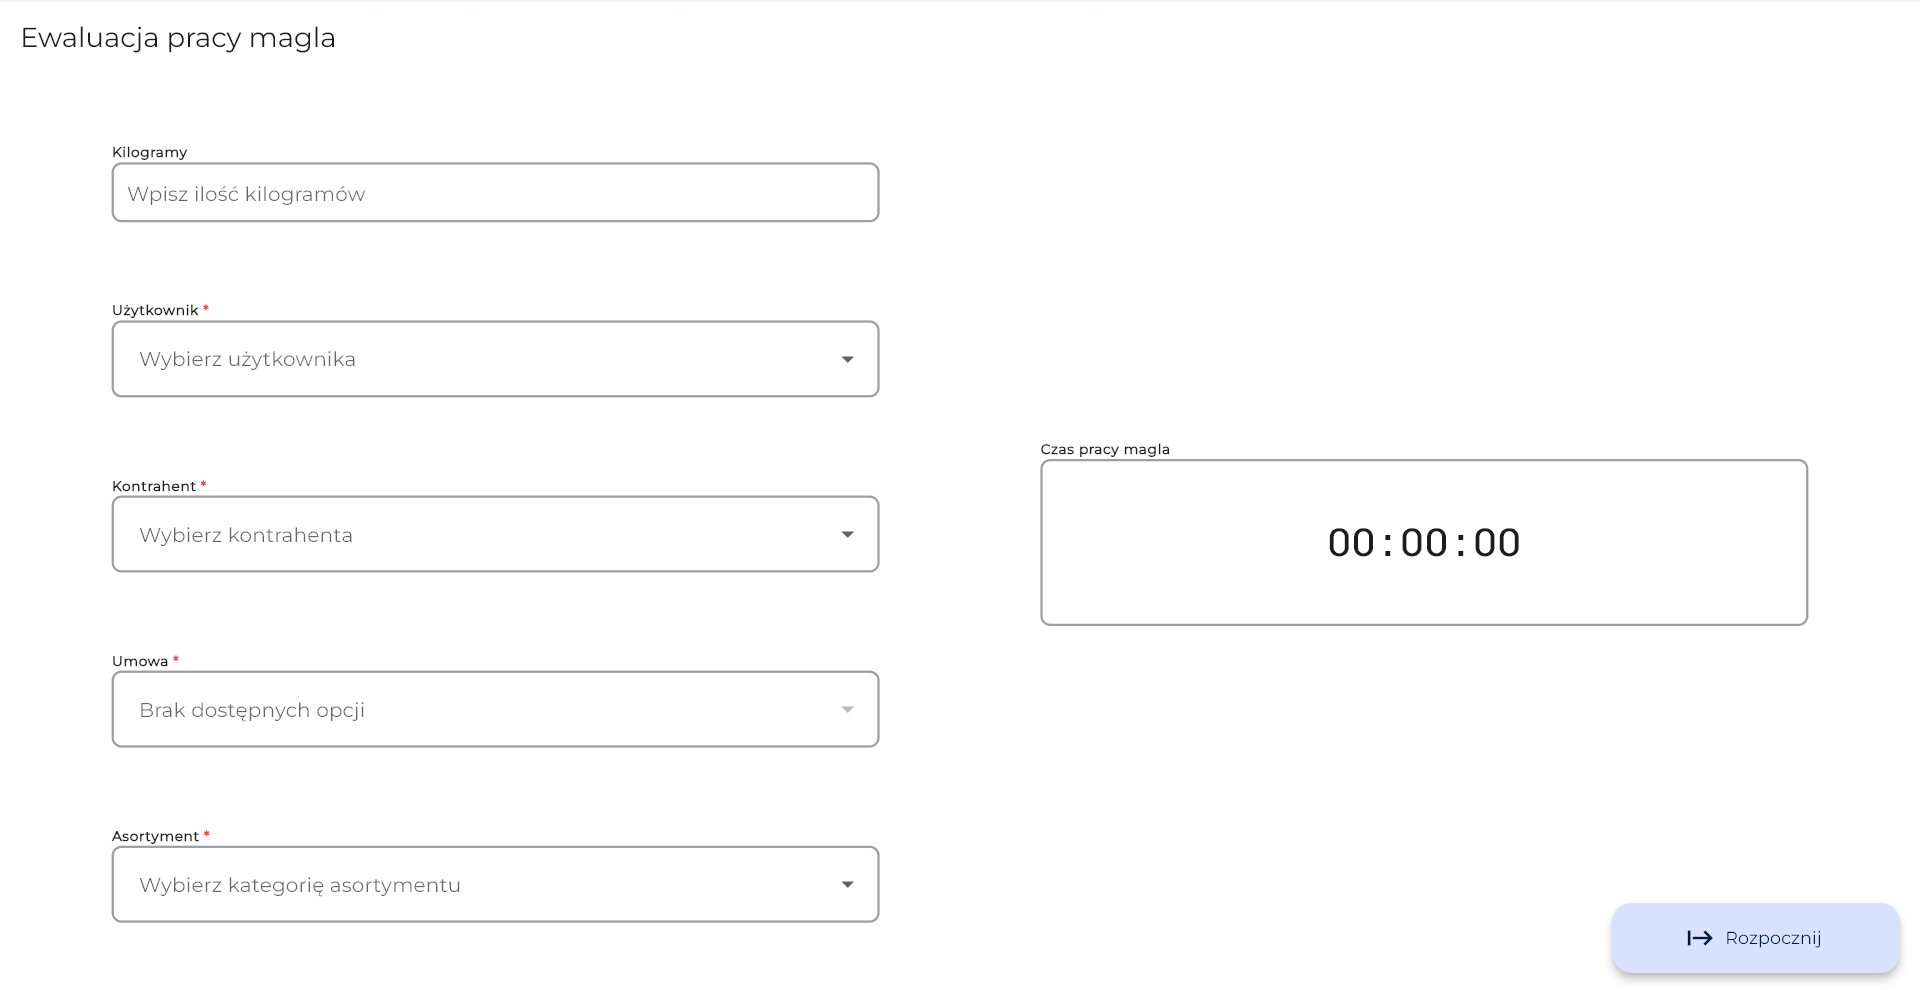 Ewaluacja pracy magla
Kilogramy
Wpisz ilość kilogramów
Użytkownik *
Wybierz użytkownika
Kontrahent *
Wybierz kontrahenta
Umowa *
Brak dostępnych opcji
Asortyment *
Wybierz kategorię asortymentu
Czas pracy magla
00:00:00
Rozpocznij